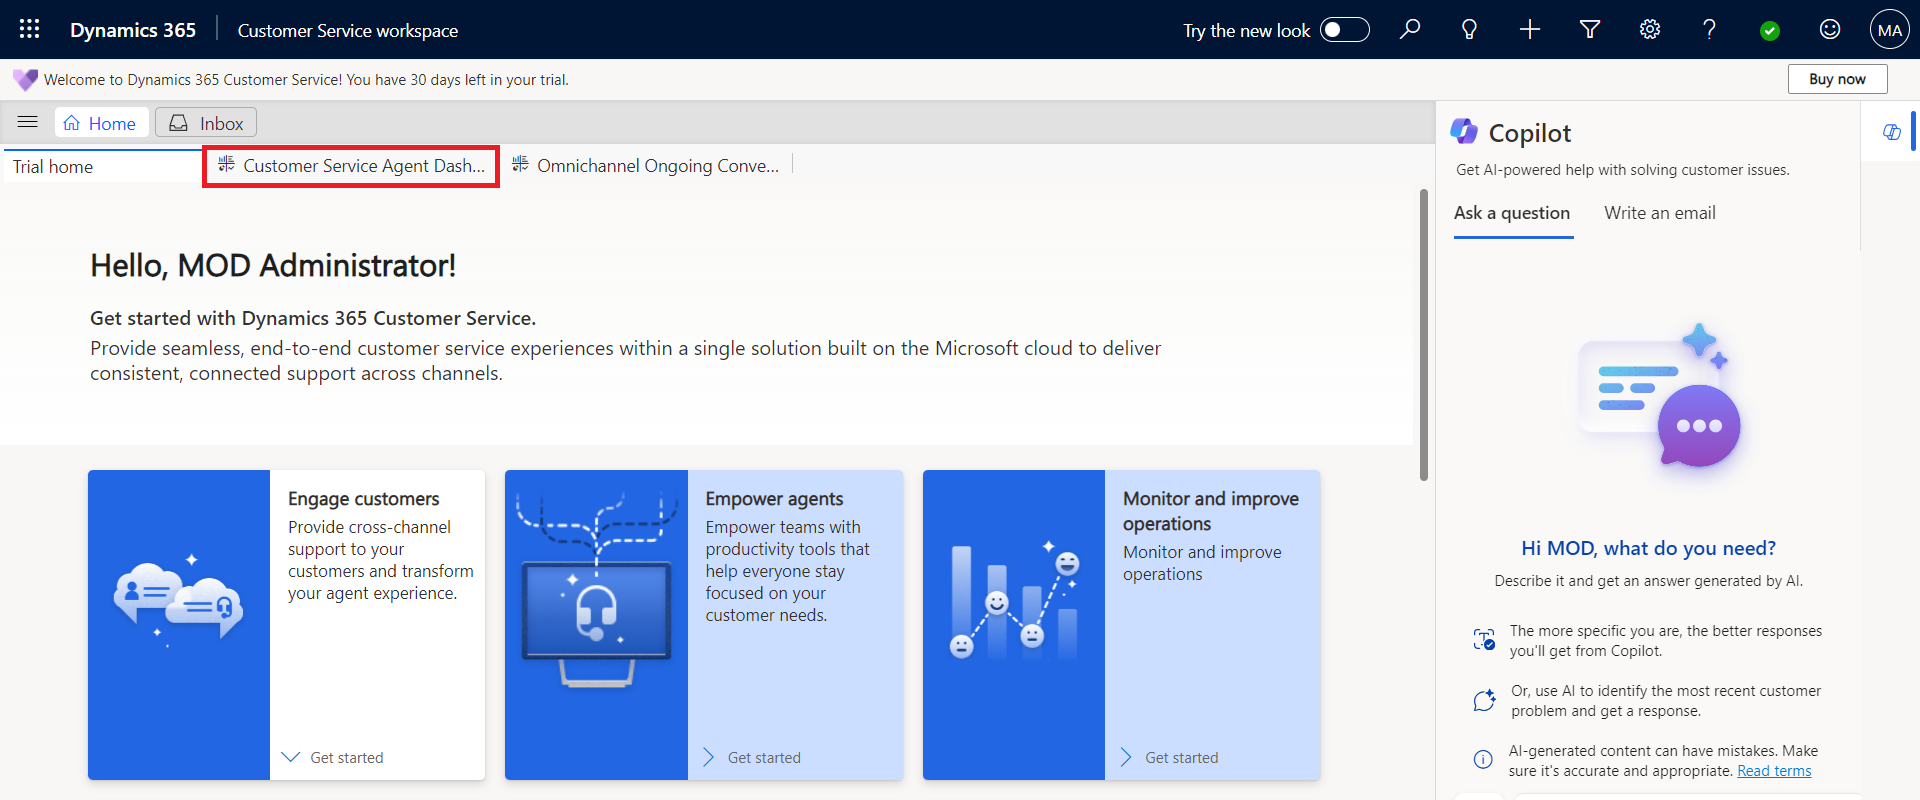 Dynamics 365
Customer Service workspace
Try the new look
MA
Welcome to Dynamics 365 Customer Service! You have 30 days left in your trial.
Buy now
Home
Inbox
Trial home
Customer Service Agent Dash...
Omnichannel Ongoing Conve...
Hello, MOD Administrator!
Get started with Dynamics 365 Customer Service.
Provide seamless, end-to-end customer service experiences within a single solution built on the Microsoft cloud to deliver
consistent, connected support across channels.
Engage customers
Provide cross-channel
support to your
customers and transform
your agent experience.
Get started
Empower agents
Empower teams with
productivity tools that
help everyone stay
focused on your
customer needs.
Get started
Monitor and improve
operations
Monitor and improve
operations
Get started
Copilot
Get AI-powered help with solving customer issues.
Ask a question
Write an email
Hi MOD, what do you need?
Describe it and get an answer generated by AI.
The more specific you are, the better responses
you'll get from Copilot.
Or, use AI to identify the most recent customer
problem and get a response.
AI-generated content can have mistakes. Make
sure it's accurate and appropriate. Read terms